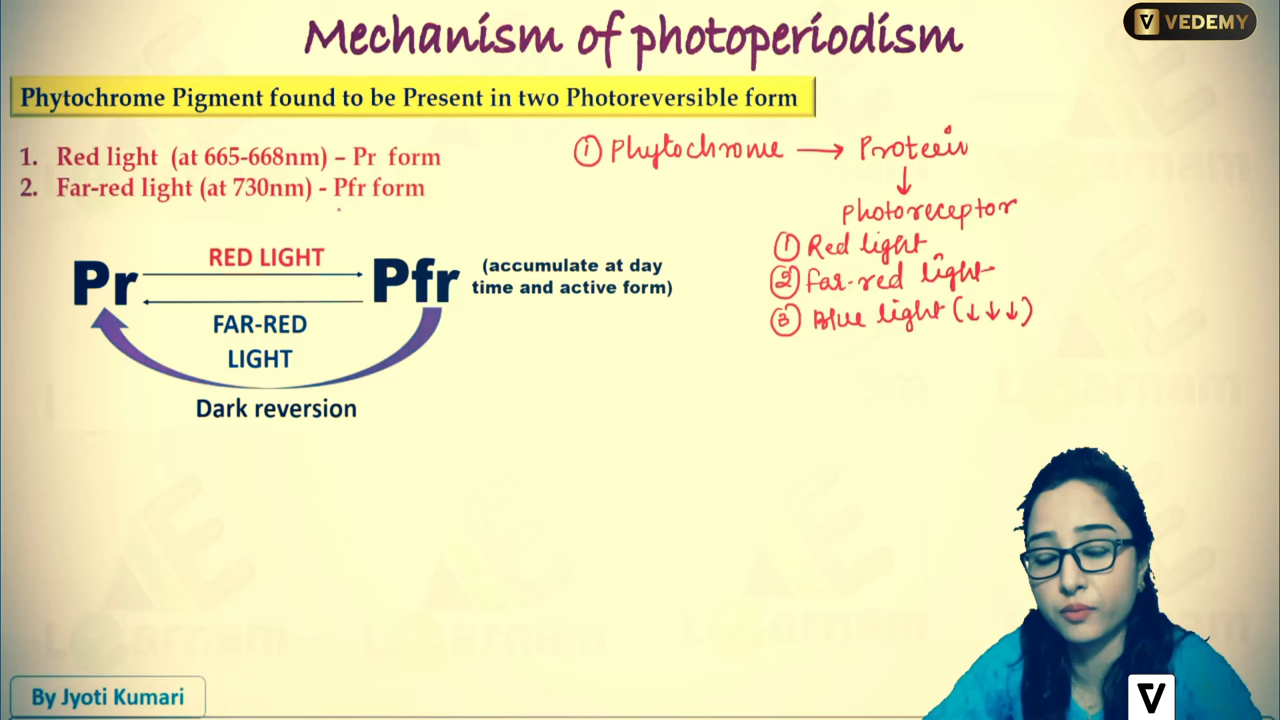 Mechanism of photoperiodism
VEDEMY
Phytochrome Pigment found to be Present in two Photoreversible form
1. Red light (at 665-668nm) – Pr form
2. Far-red light (at 730nm) - Pfr form
① Phytochrome → Protein
↓
Photoreceptor
① Red light
② far-red light
③ Blue light (↓↓↓)
RED LIGHT
Pr
Pfr
(accumulate at day
time and active form)
FAR-RED
LIGHT
Dark reversion
By Jyoti Kumari